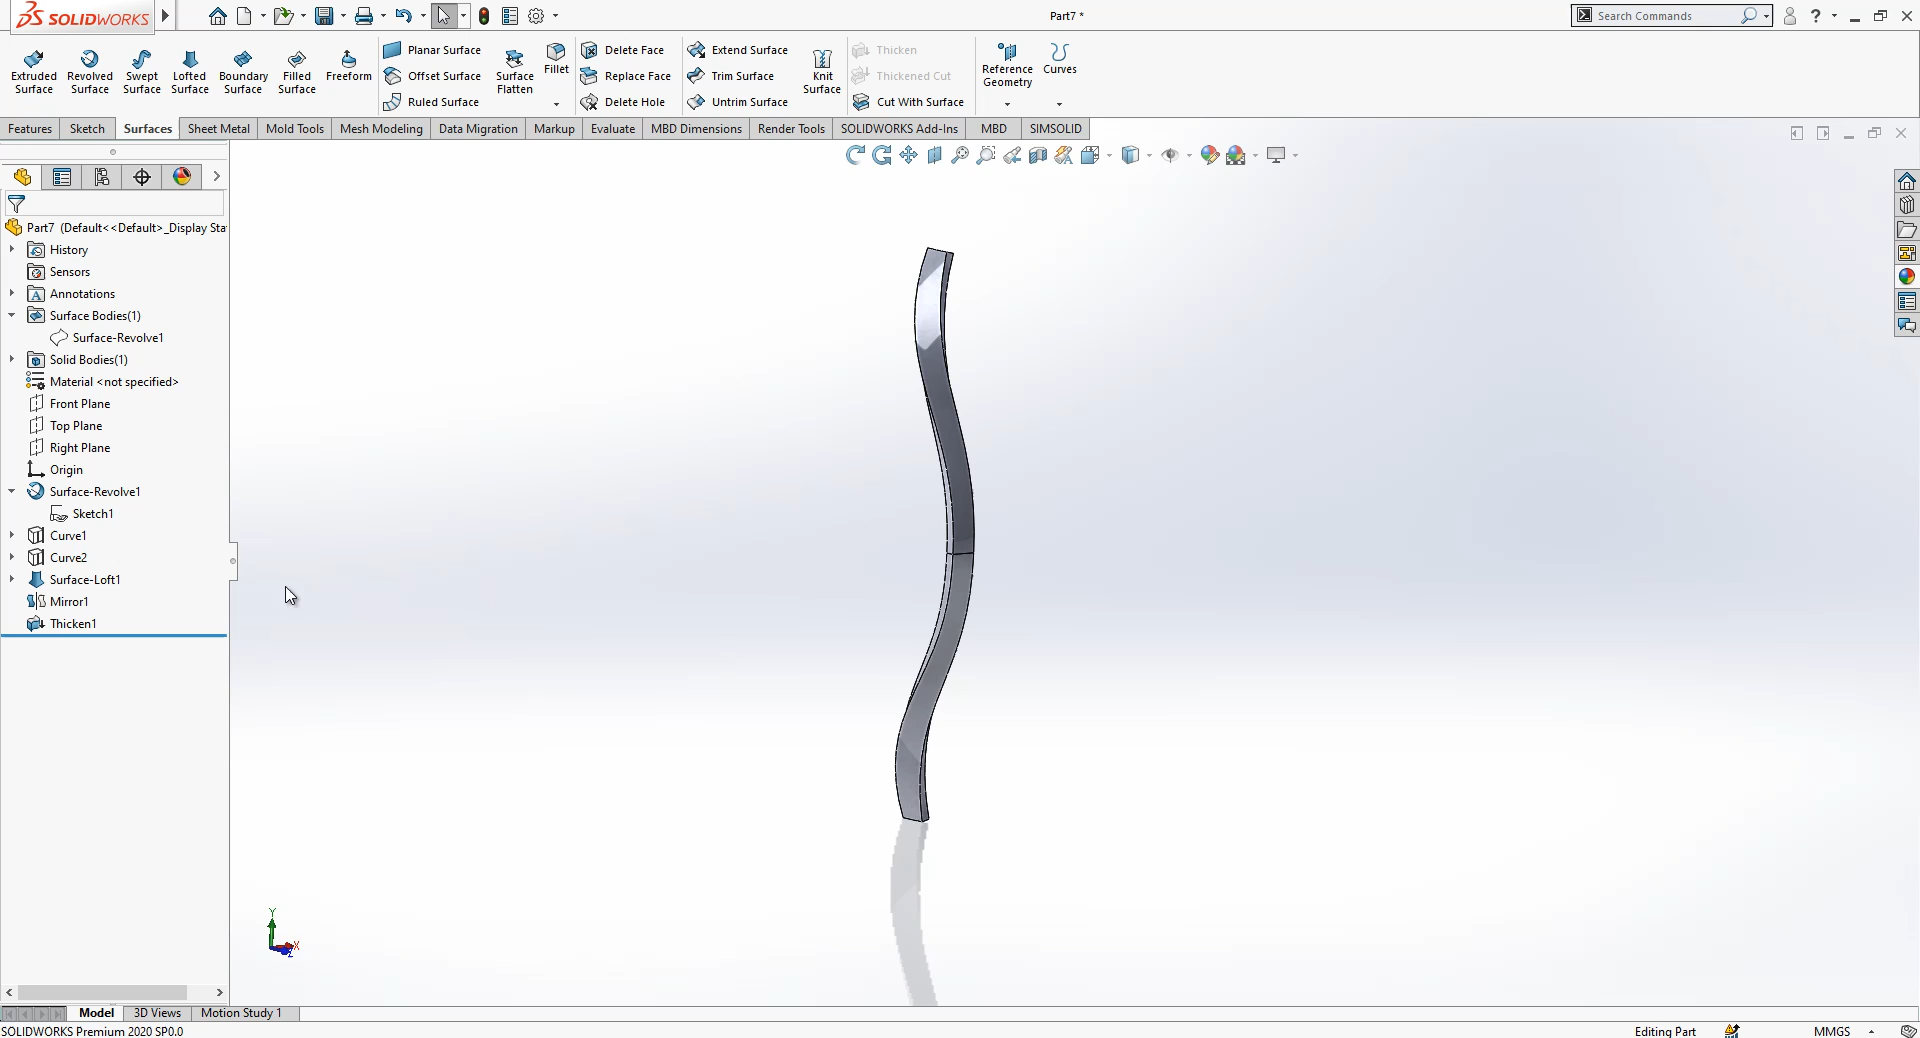 SOLIDWORKS
Part7 *
Search Commands
Extruded Surface
Revolved Surface
Swept Surface
Lofted Surface
Boundary Surface
Filled Surface
Freeform
Planar Surface
Offset Surface
Ruled Surface
Surface Flatten
Fillet
Delete Face
Replace Face
Delete Hole
Extend Surface
Trim Surface
Untrim Surface
Knit Surface
Thicken
Thickened Cut
Cut With Surface
Reference Geometry
Curves
Features Sketch Surfaces Sheet Metal Mold Tools Mesh Modeling Data Migration Markup Evaluate MBD Dimensions Render Tools SOLIDWORKS Add-Ins MBD SIMSOLID
Part7 (Default<<Default>_Display Sta
History
Sensors
Annotations
Surface Bodies(1)
Surface-Revolve1
Solid Bodies(1)
Material <not specified>
Front Plane
Top Plane
Right Plane
Origin
Surface-Revolve1
Sketch1
Curve1
Curve2
Surface-Loft1
Mirror1
Thicken1
Y
X
Z
Model 3D Views Motion Study 1
SOLIDWORKS Premium 2020 SP0.0
Editing Part
MMGS